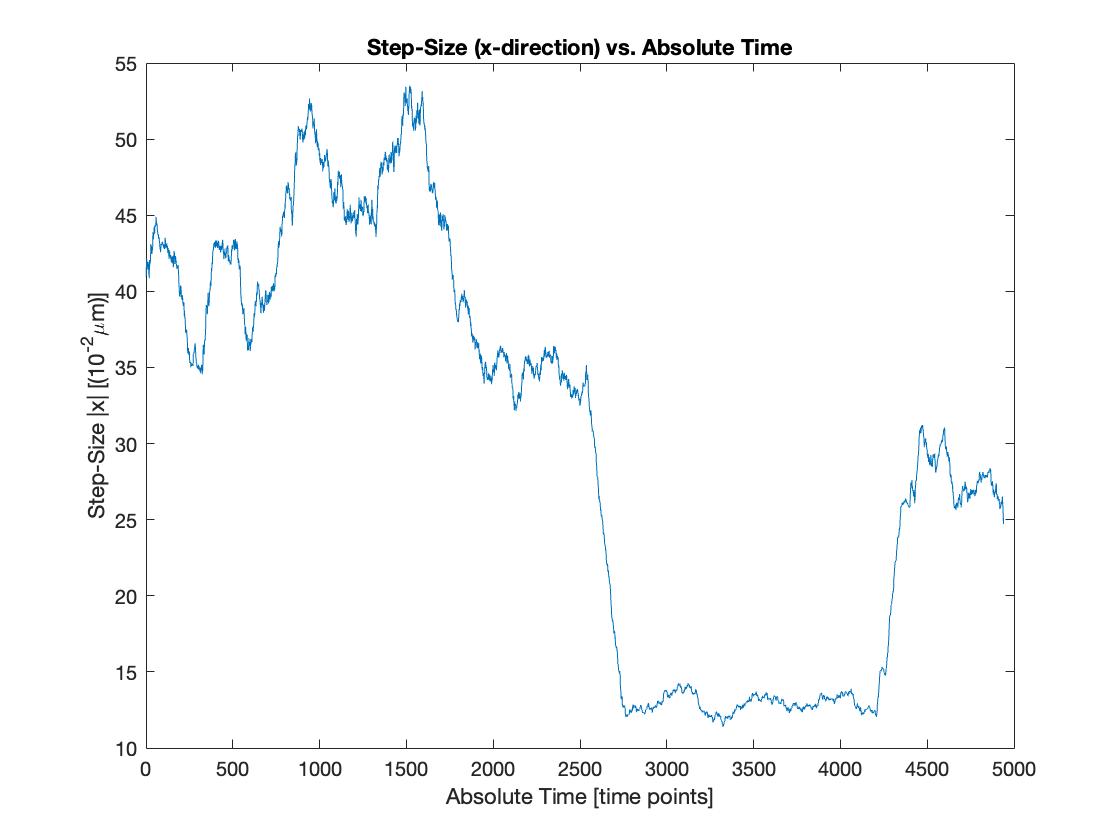 Step-Size (x-direction) vs. Absolute Time
55
50
45
40
35
30
25
20
15
10
Step-Size |x| [(10⁻² μm)]
0 500 1000 1500 2000 2500 3000 3500 4000 4500 5000
Absolute Time [time points]